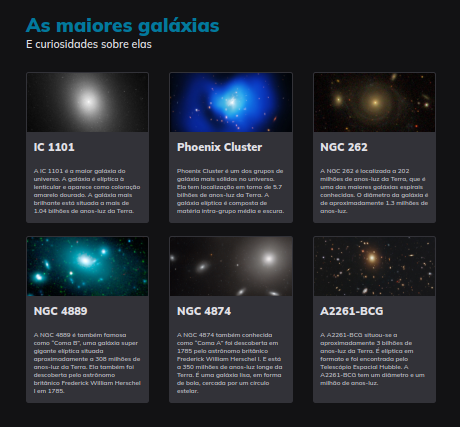 As maiores galáxias
E curiosidades sobre elas
IC 1101
A IC 1101 é a maior galáxia do
universo. A galáxia é elíptica à
lenticular e aparece como coloração
amarelo dourado. A galáxia mais
brilhante está situada a mais de
1.04 bilhões de anos-luz da Terra.
Phoenix Cluster
Phoenix Cluster é um dos grupos de
galáxia mais sólidos no universo.
Ela tem localização em torno de 5.7
bilhões de anos-luz da Terra. A
galáxia elíptica é composta de
matéria intra-grupo médio e escura.
NGC 262
A NGC 262 é localizada a 202
milhões de anos-luz da Terra, que é
uma das maiores galáxias espirais
conhecidas. O diâmetro da galáxia é
de aproximadamente 1,3 milhões de
anos-luz.
NGC 4889
A NGC 4889 é também famosa
como "Coma B", uma galáxia super
gigante elíptica situada
aproximadamente a 308 milhões de
anos-luz da Terra. Ela também foi
descoberta pelo astrônomo
britânico Frederick William Herschel
I em 1785.
NGC 4874
A NGC 4874 também conhecida
como "Coma A" foi descoberta em
1785 pelo astrônomo britânico
Frederick William Herschel I. E está
a 350 milhões de anos-luz longe da
Terra. É uma galáxia lisa, em forma
de bola, cercada por um círculo
estelar.
A2261-BCG
A A2261-BCG situou-se a
aproximadamente 3 bilhões de
anos-luz da Terra. E elíptica em
formato e foi encontrado pelo
Telescópio Espacial Hubble. A
A2261-BCG tem um diâmetro e um
milhão de anos-luz.